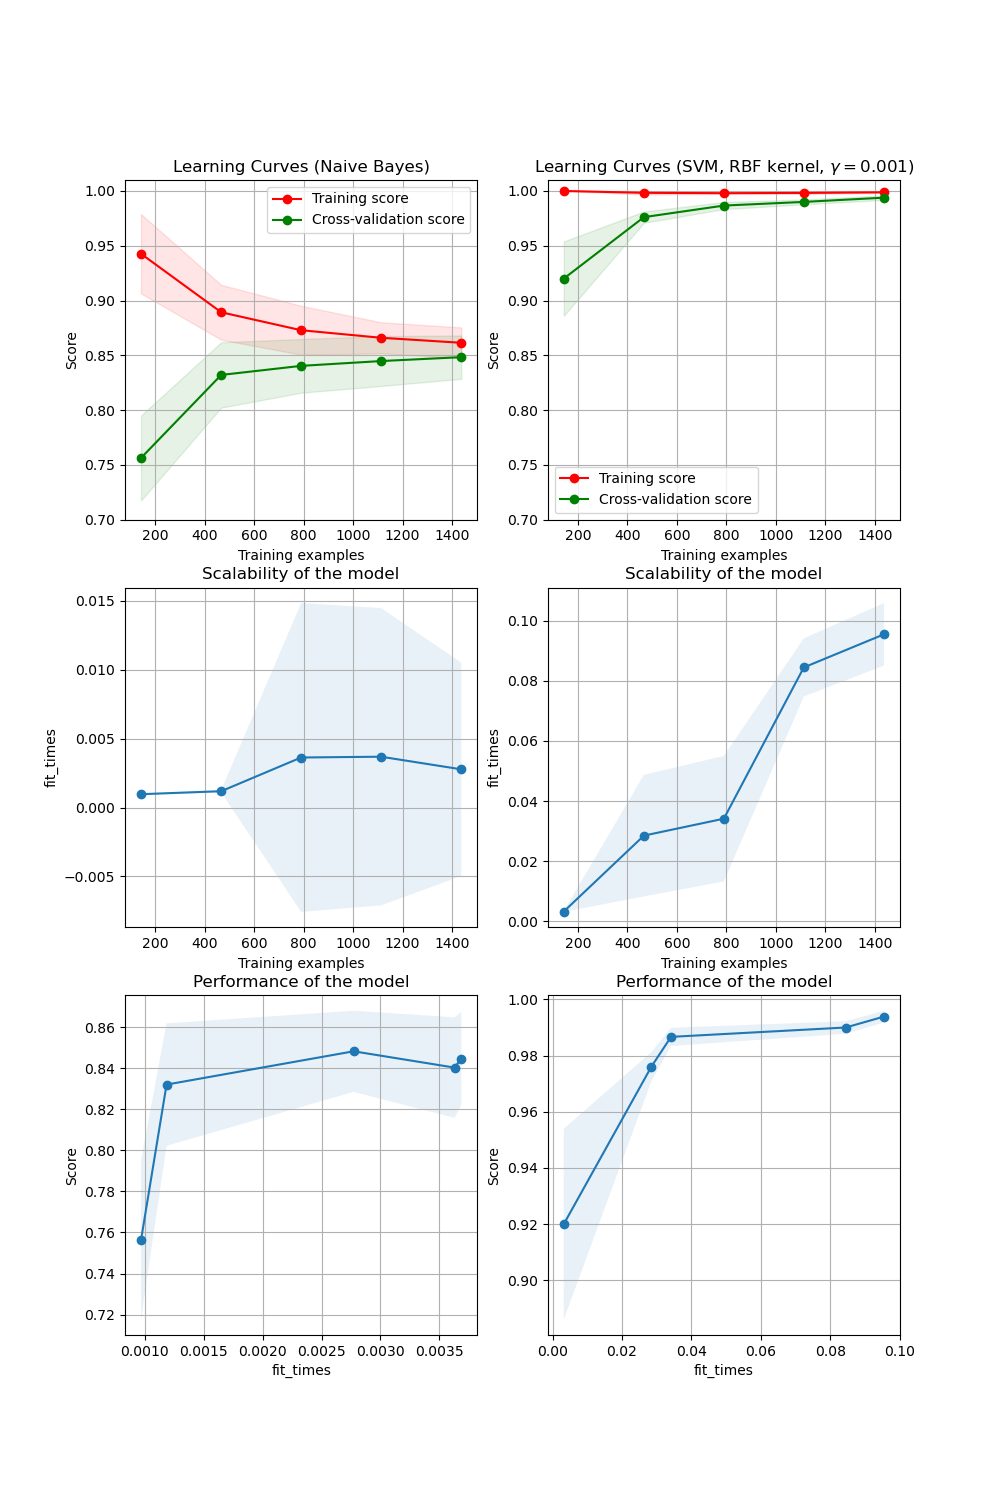 Learning Curves (Naive Bayes)
1.00
0.95
0.90
0.85
0.80
0.75
0.70
Score
Training score
Cross-validation score
200 400 600 800 1000 1200 1400
Training examples
Learning Curves (SVM, RBF kernel, γ = 0.001)
1.00
0.95
0.90
0.85
0.80
0.75
0.70
Score
Training score
Cross-validation score
200 400 600 800 1000 1200 1400
Training examples
Scalability of the model
0.015
0.010
0.005
0.000
−0.005
fit_times
200 400 600 800 1000 1200 1400
Training examples
Scalability of the model
0.10
0.08
0.06
0.04
0.02
0.00
fit_times
200 400 600 800 1000 1200 1400
Training examples
Performance of the model
0.86
0.84
0.82
0.80
0.78
0.76
0.74
0.72
Score
0.0010 0.0015 0.0020 0.0025 0.0030 0.0035
fit_times
Performance of the model
1.00
0.98
0.96
0.94
0.92
0.90
Score
0.00 0.02 0.04 0.06 0.08 0.10
fit_times